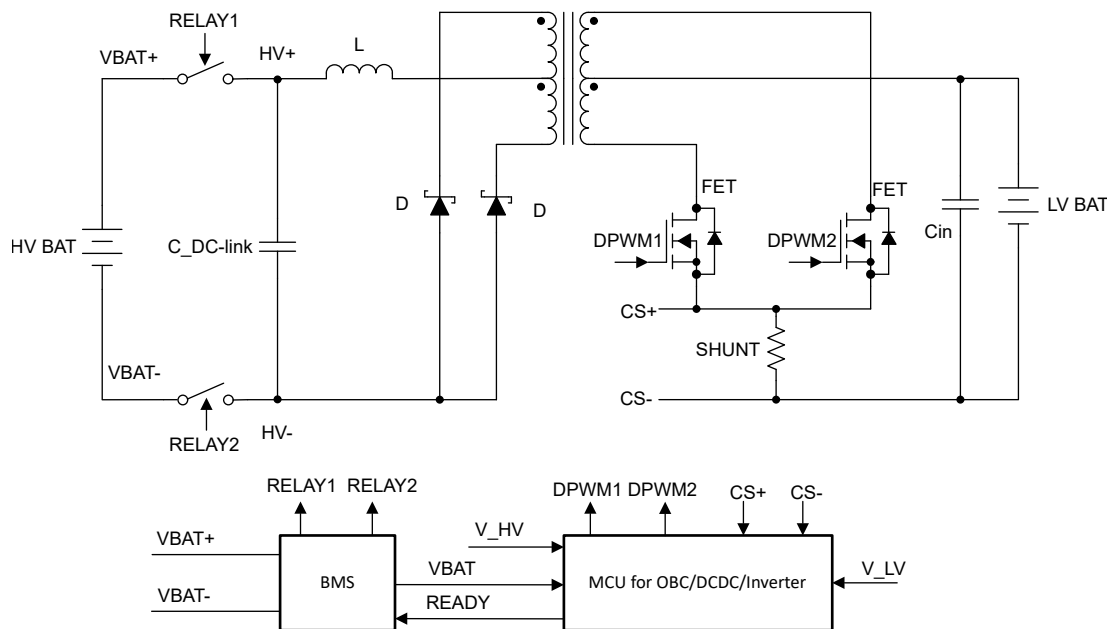 RELAY1
VBAT+
HV+
L
D
D
FET
FET
LV BAT
HV BAT
C_DC-link
DPWM1
DPWM2
Cin
CS+
SHUNT
VBAT-
CS-
RELAY2
HV-
RELAY1
RELAY2
DPWM1
DPWM2
CS+
CS-
VBAT+
V_HV
BMS
VBAT
MCU for OBC/DCDC/Inverter
V_LV
VBAT-
READY